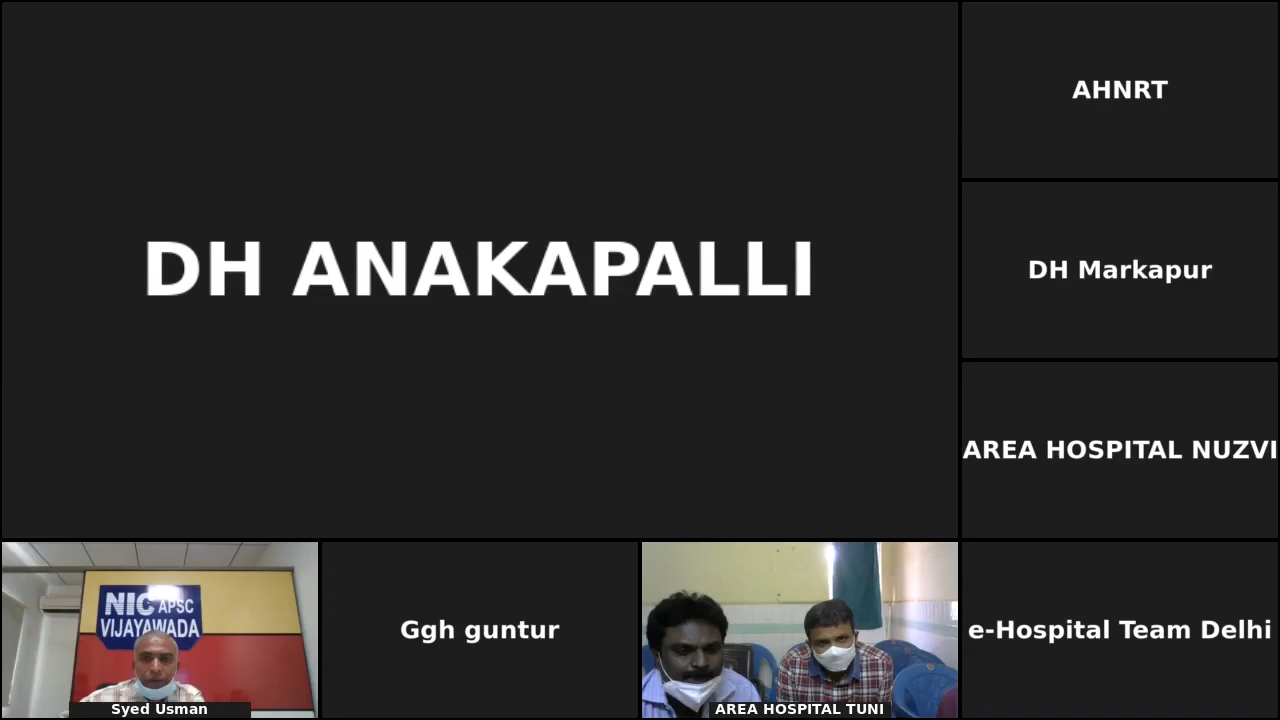 DH ANAKAPALLI
AHNRT
DH Markapur
AREA HOSPITAL NUZVI
NIC APSC
VIJAYAWADA
Syed Usman
Ggh guntur
AREA HOSPITAL TUNI
e-Hospital Team Delhi